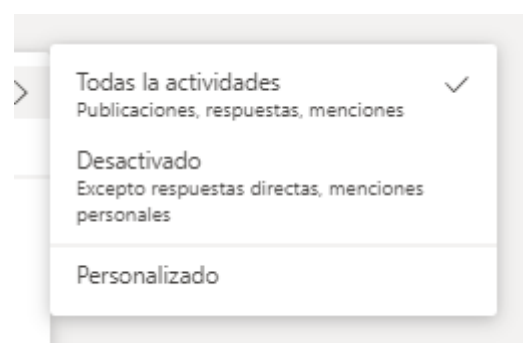 Todas la actividades
Publicaciones, respuestas, menciones
Desactivado
Excepto respuestas directas, menciones
personales
Personalizado